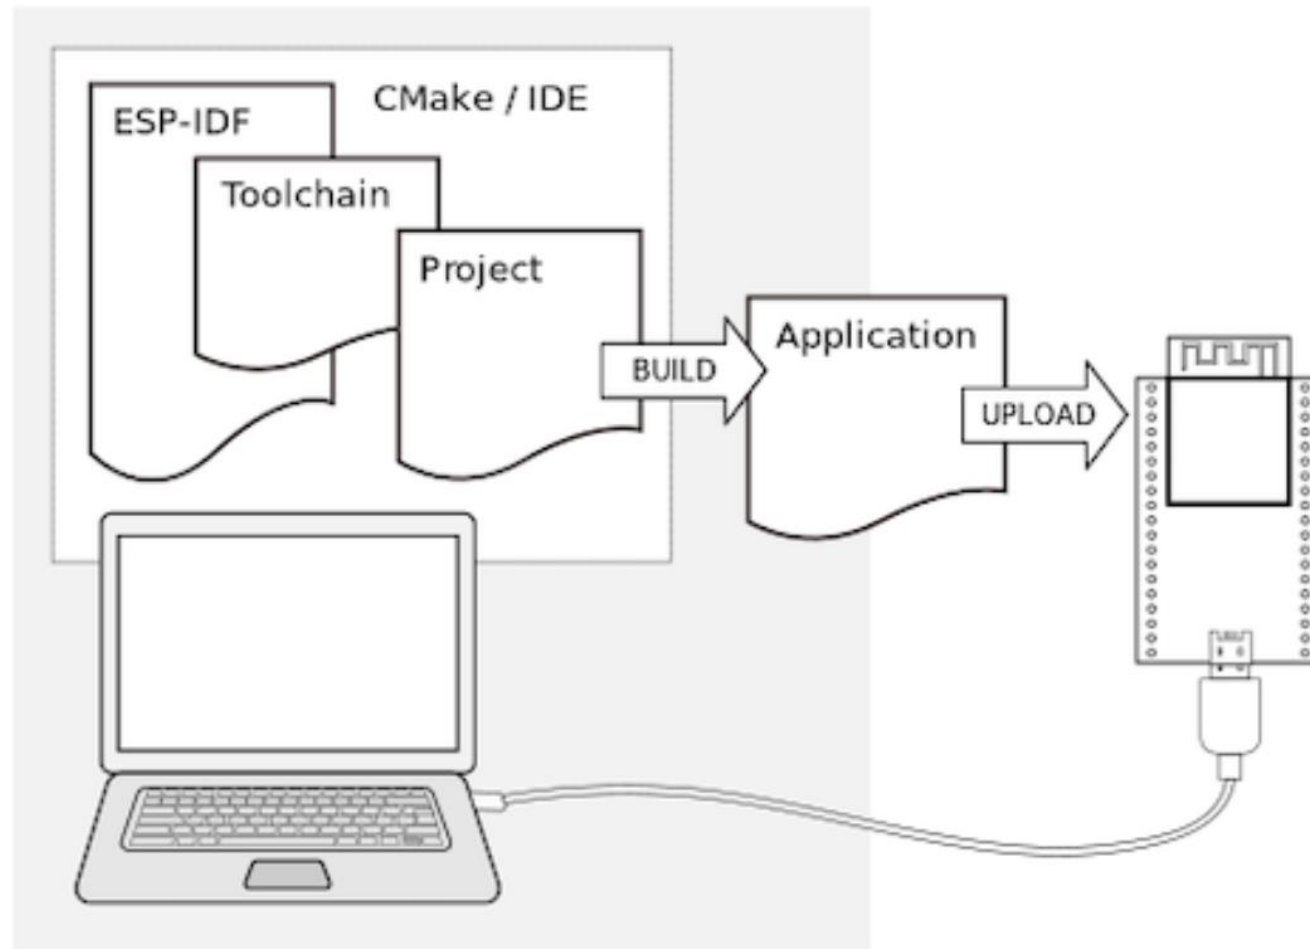 CMake / IDE
ESP-IDF
Toolchain
Project
BUILD
Application
UPLOAD